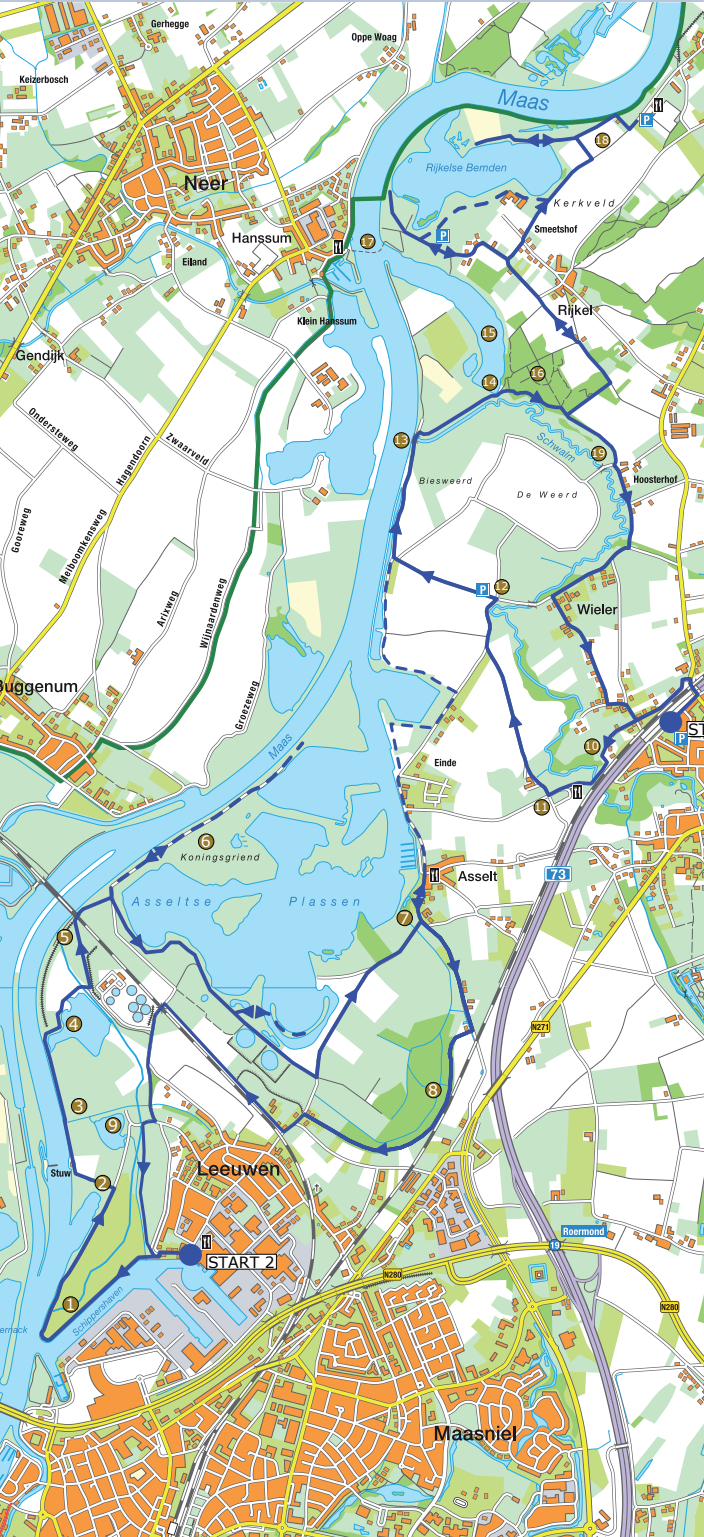 Gerhegge
Oppe Woag
Keizerbosch
Maas
P
18
Rijkelse Bemden
Neer
Kerkveld
Smeetshof
P
Hanssum
17
Eiland
Rijkel
Klein Hanssum
15
Gendijk
16
14
Ondersteweg
Hagendoorn
Zwaarveld
13
Schwalm
19
Biesweerd
De Weerd
Hoosterhof
Gooreweg
Meiboomkensweg
Arixweg
Wijnaardenweg
P
12
Wieler
Buggenum
Groezeweg
ST
P
Maas
10
Einde
11
6
Koningsgriend
73
Asselt
Asseltse Plassen
7
5
4
N271
8
3
9
Leeuwen
Stuw
2
Roermond
19
START 2
N280
1
Schippershaven
N280
ernack
Maasniel